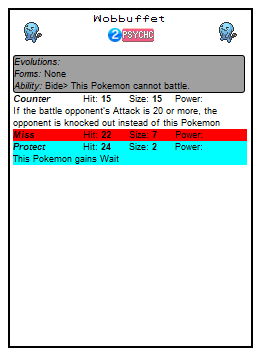 Wobbuffet
2 PSYCHC
Evolutions:
Forms: None
Ability: Bide> This Pokemon cannot battle.
Counter Hit: 15 Size: 15 Power:
If the battle opponent's Attack is 20 or more, the
opponent is knocked out instead of this Pokemon
Miss Hit: 22 Size: 7 Power:
Protect Hit: 24 Size: 2 Power:
This Pokemon gains Wait